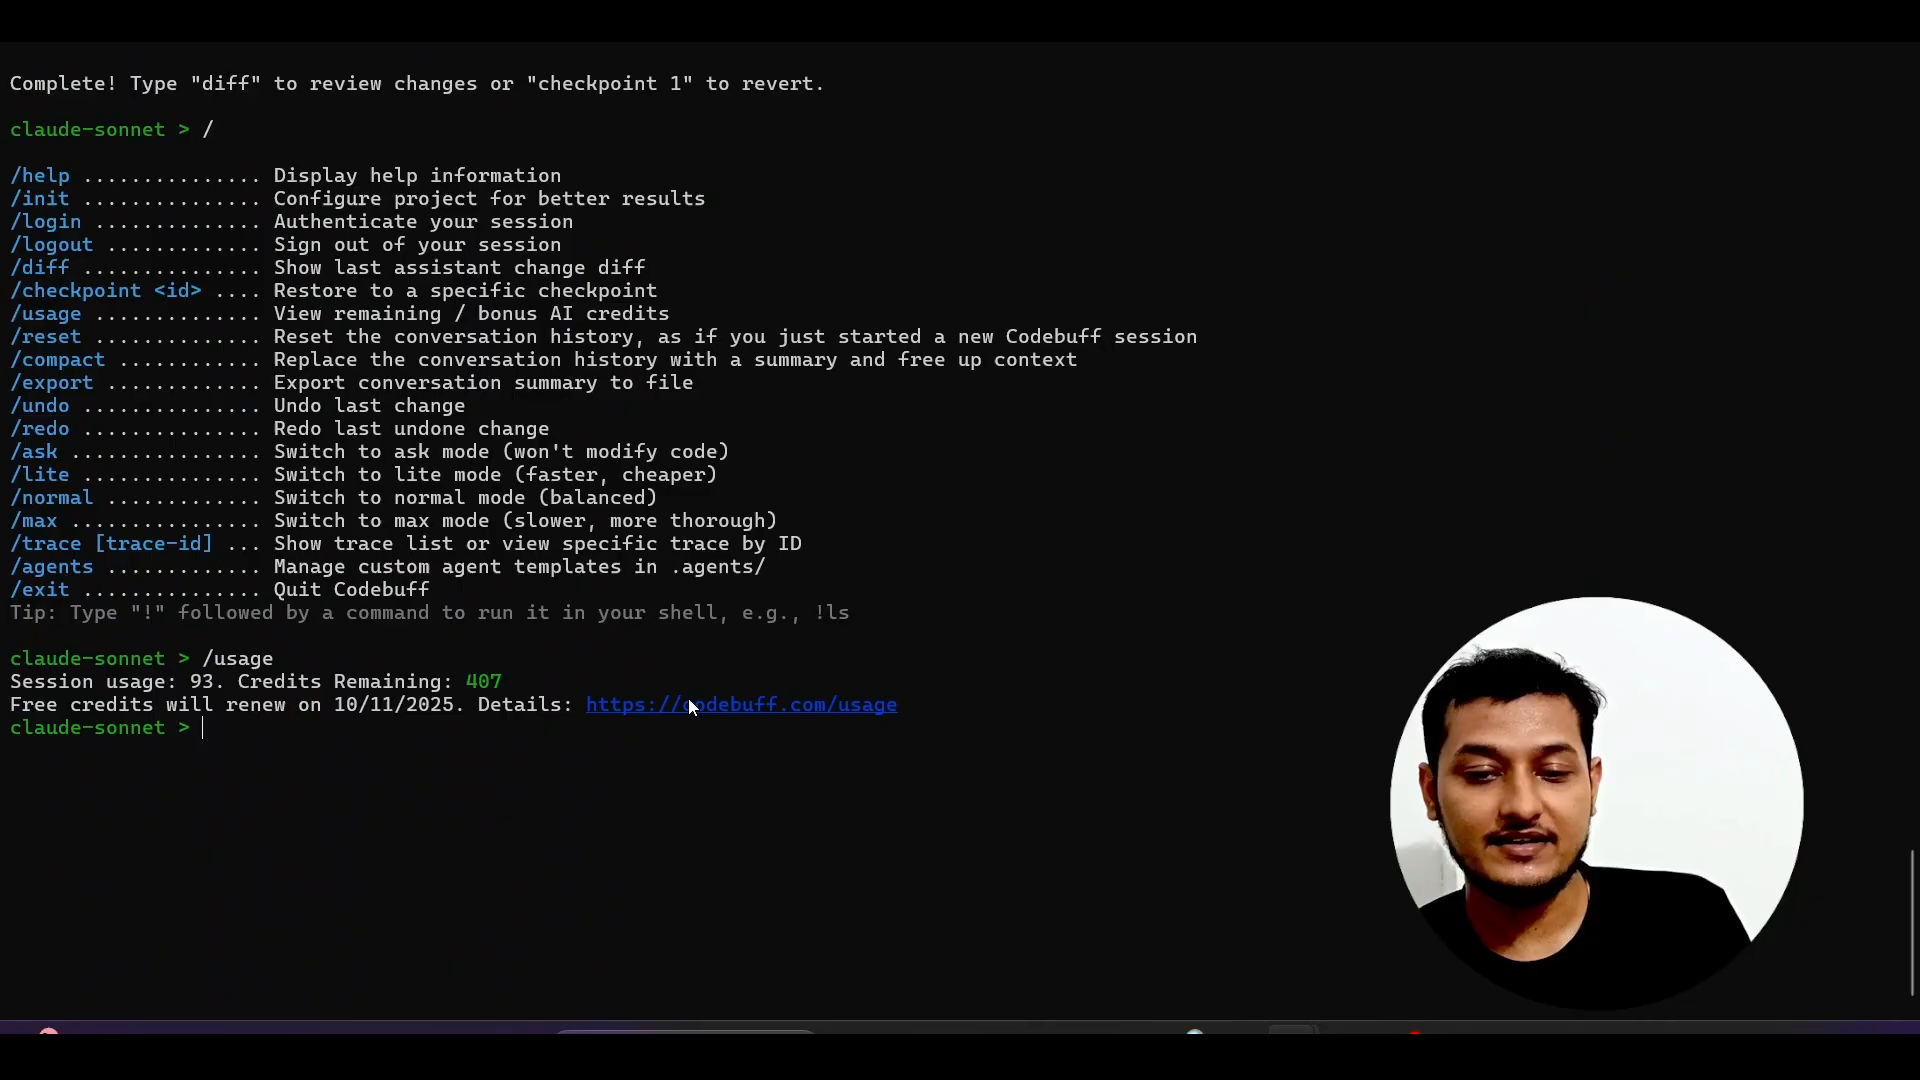 Complete! Type "diff" to review changes or "checkpoint 1" to revert.
claude-sonnet > /
/help ............... Display help information
/init ............... Configure project for better results
/login .............. Authenticate your session
/logout ............. Sign out of your session
/diff ............... Show last assistant change diff
/checkpoint <id> .... Restore to a specific checkpoint
/usage .............. View remaining / bonus AI credits
/reset .............. Reset the conversation history, as if you just started a new Codebuff session
/compact ............ Replace the conversation history with a summary and free up context
/export ............. Export conversation summary to file
/undo ............... Undo last change
/redo ............... Redo last undone change
/ask ................ Switch to ask mode (won't modify code)
/lite ............... Switch to lite mode (faster, cheaper)
/normal ............. Switch to normal mode (balanced)
/max ................ Switch to max mode (slower, more thorough)
/trace [trace-id] ... Show trace list or view specific trace by ID
/agents ............. Manage custom agent templates in .agents/
/exit ............... Quit Codebuff
Tip: Type "!" followed by a command to run it in your shell, e.g., !ls
claude-sonnet > /usage
Session usage: 93. Credits Remaining: 407
Free credits will renew on 10/11/2025. Details: https://codebuff.com/usage
claude-sonnet >